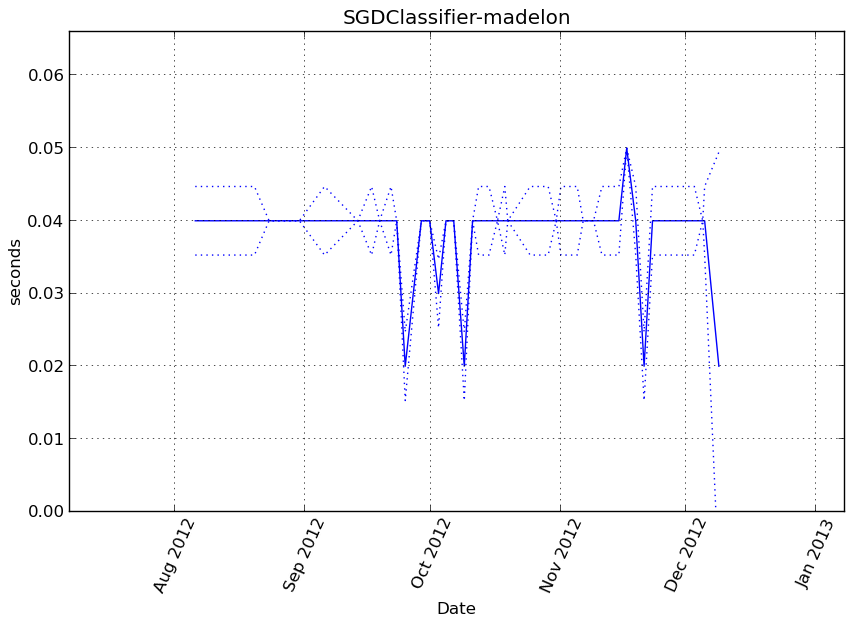 SGDClassifier-madelon
seconds
0.06
0.05
0.04
0.03
0.02
0.01
0.00
Aug 2012
Sep 2012
Oct 2012
Nov 2012
Dec 2012
Jan 2013
Date